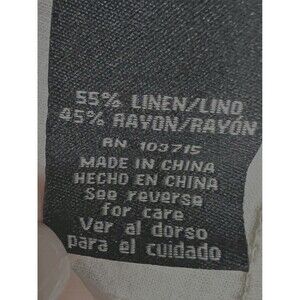 55% LINEN/LINO
45% RAYON/RAYÓN
RN 103715
MADE IN CHINA
HECHO EN CHINA
See reverse
for care
Ver al dorso
para el cuidado